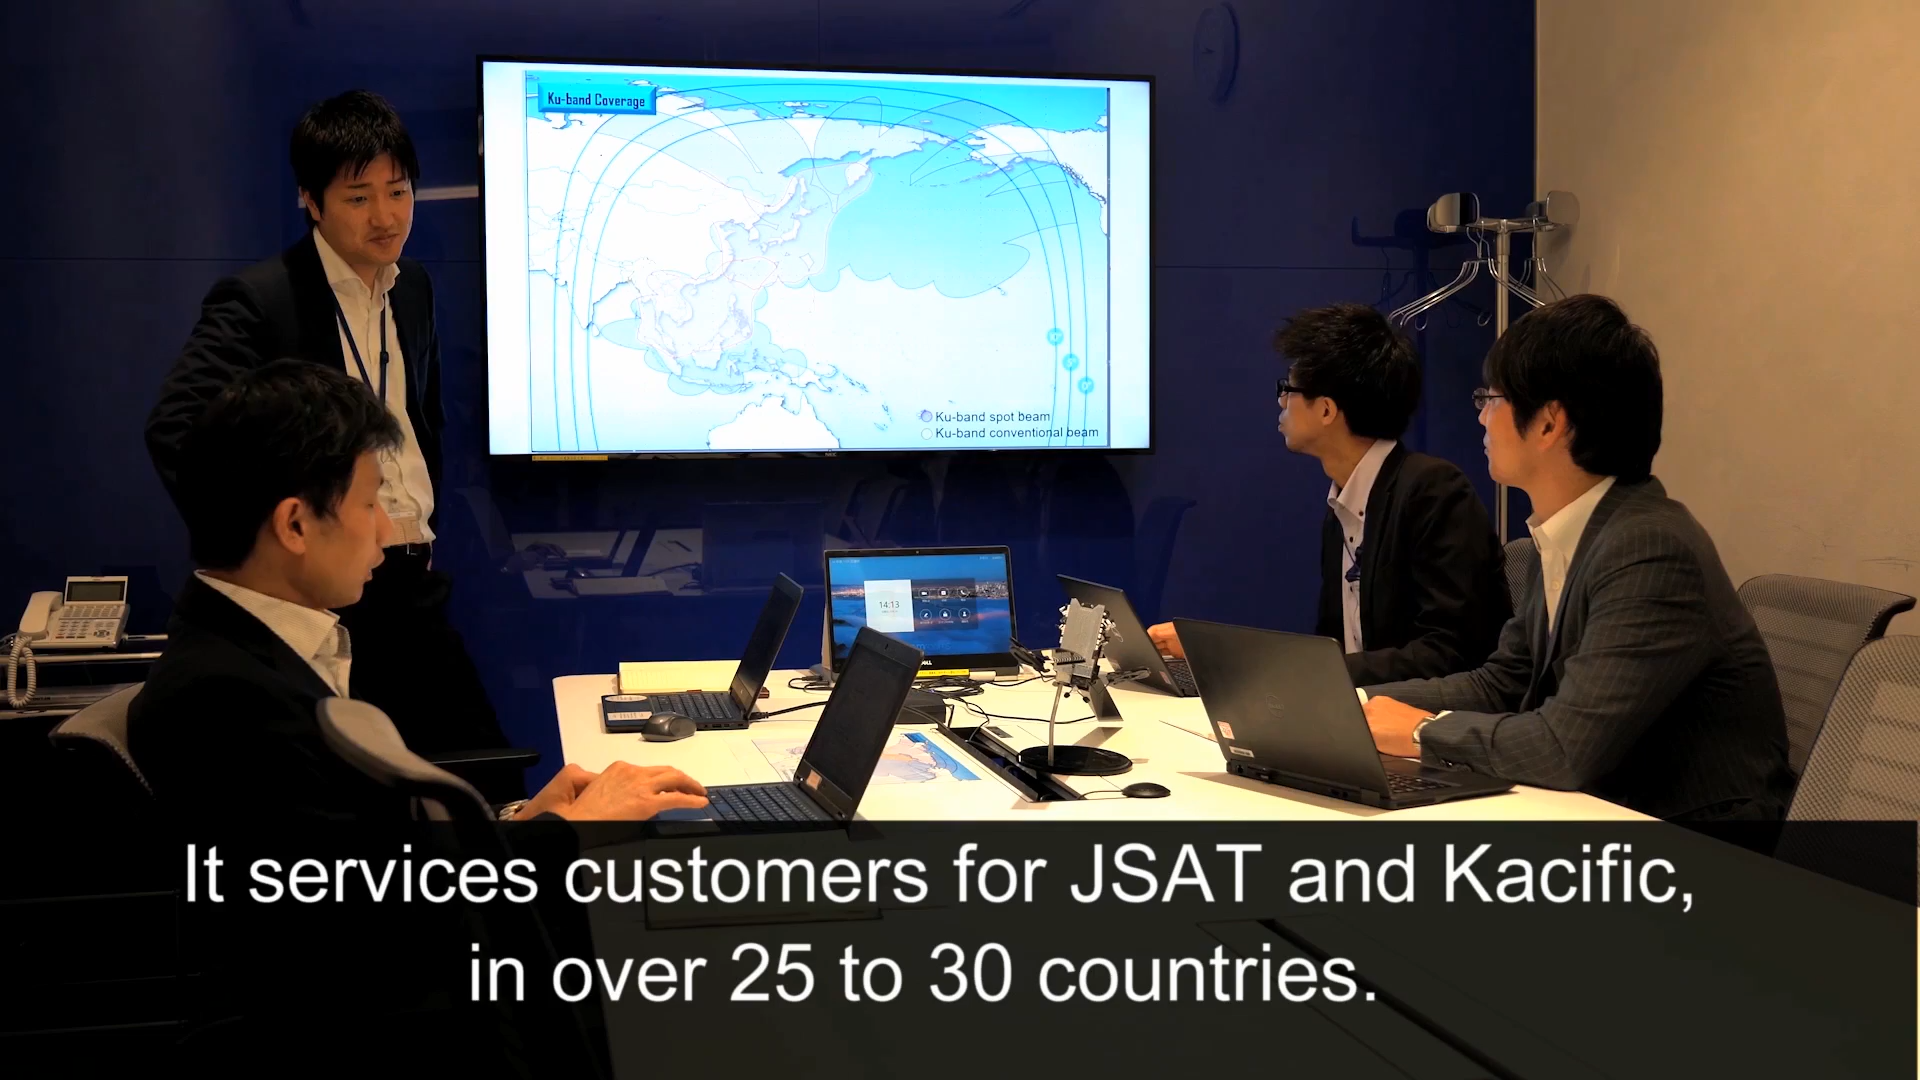 Ku-band Coverage
Ku-band spot beam
Ku-band conventional beam
14:13
DELL
It services customers for JSAT and Kacific,
in over 25 to 30 countries.